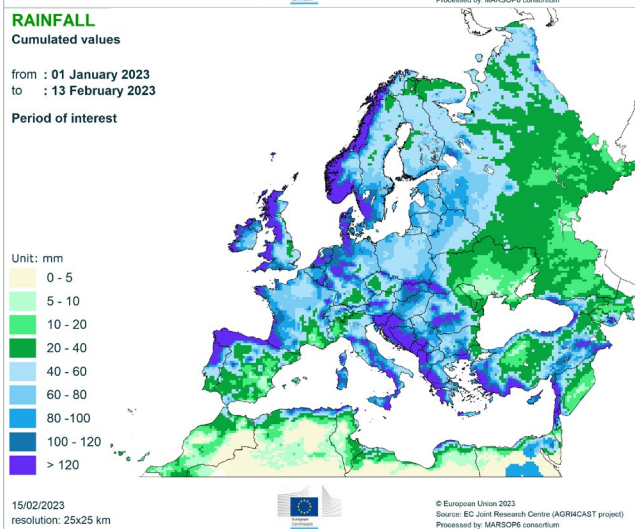 Processed by: MARSOP6 consortium
RAINFALL
Cumulated values
from : 01 January 2023
to : 13 February 2023
Period of interest
Unit: mm
0 - 5
5 - 10
10 - 20
20 - 40
40 - 60
60 - 80
80 -100
100 - 120
> 120
15/02/2023
resolution: 25x25 km
European
Commission
© European Union 2023
Source: EC Joint Research Centre (AGRI4CAST project)
Processed by: MARSOP6 consortium